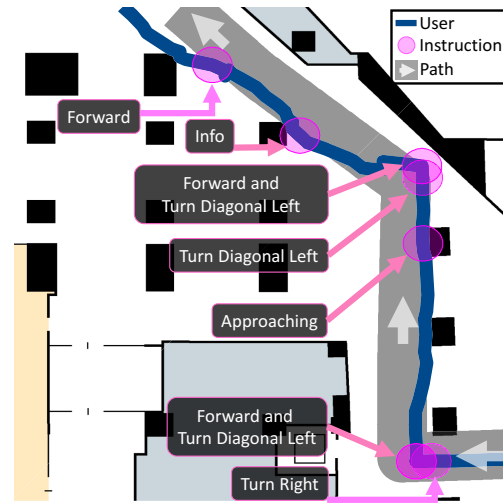 User
Instruction
Path
Forward
Info
Forward and
Turn Diagonal Left
Turn Diagonal Left
Approaching
Forward and
Turn Diagonal Left
Turn Right